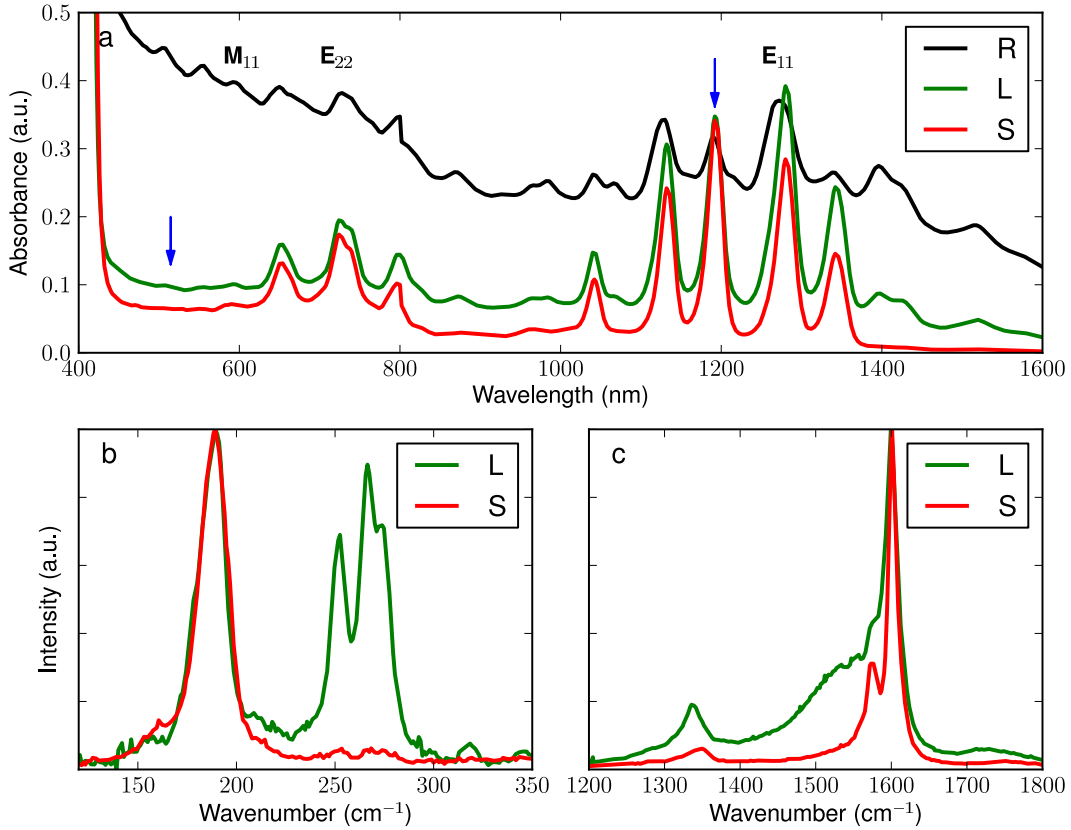 a
M₁₁ E₂₂ E₁₁
R
L
S
0.5
0.4
0.3
0.2
0.1
0.0
Absorbance (a.u.)
400 600 800 1000 1200 1400 1600
Wavelength (nm)
b
L
S
Intensity (a.u.)
150 200 250 300 350
Wavenumber (cm⁻¹)
c
L
S
1200 1300 1400 1500 1600 1700 1800
Wavenumber (cm⁻¹)